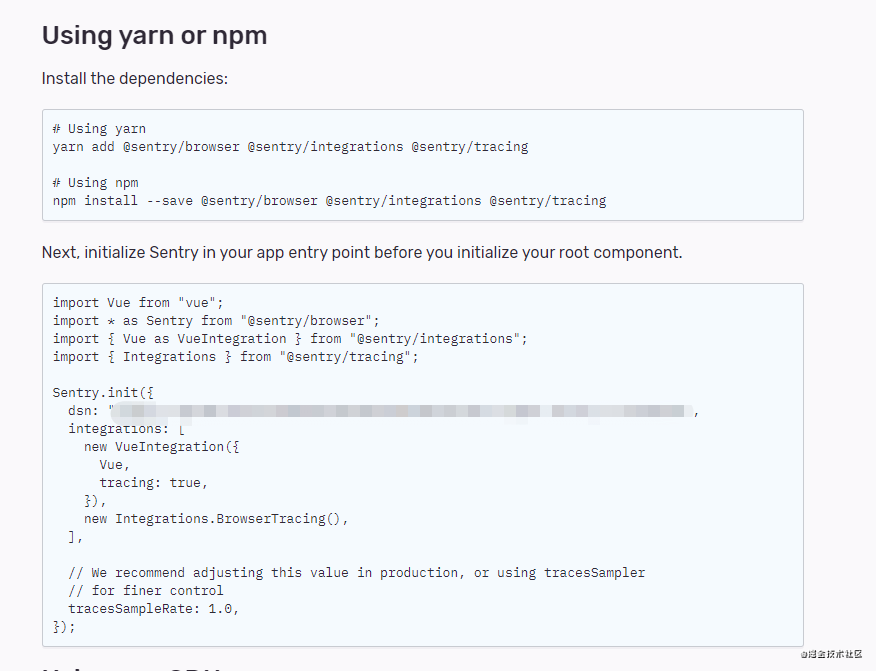 Using yarn or npm
Install the dependencies:
# Using yarn
yarn add @sentry/browser @sentry/integrations @sentry/tracing
# Using npm
npm install --save @sentry/browser @sentry/integrations @sentry/tracing
Next, initialize Sentry in your app entry point before you initialize your root component.
import Vue from "vue";
import * as Sentry from "@sentry/browser";
import { Vue as VueIntegration } from "@sentry/integrations";
import { Integrations } from "@sentry/tracing";
Sentry.init({
  dsn: " ,
  integrations: [
    new VueIntegration({
      Vue,
      tracing: true,
    }),
    new Integrations.BrowserTracing(),
  ],
  // We recommend adjusting this value in production, or using tracesSampler
  // for finer control
  tracesSampleRate: 1.0,
});
@掘金技术社区